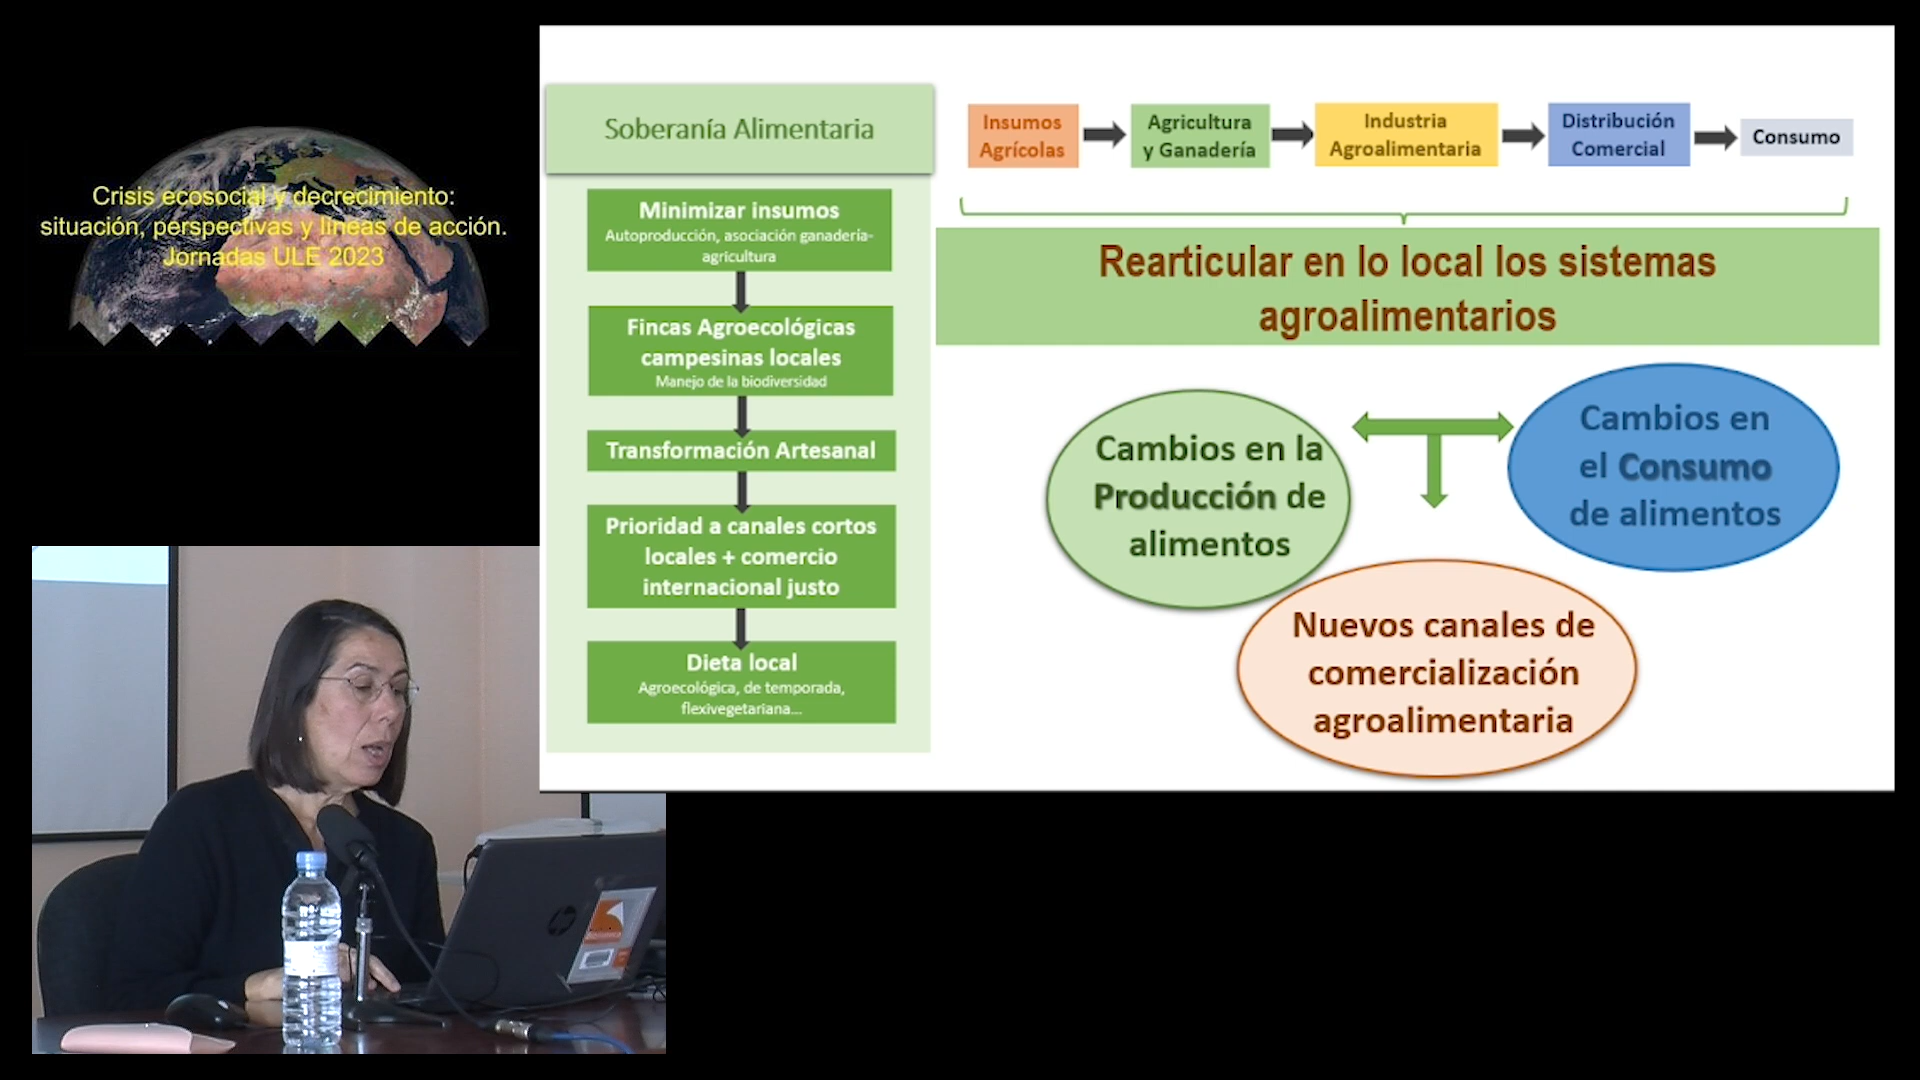 Crisis ecosocial y decrecimiento:
situación, perspectivas y líneas de acción.
Jornadas ULE 2023
Soberanía Alimentaria
Minimizar insumos
Autoproducción, asociación ganadería-
agricultura
Fincas Agroecológicas
campesinas locales
Manejo de la biodiversidad
Transformación Artesanal
Prioridad a canales cortos
locales + comercio
internacional justo
Dieta local
Agroecológica, de temporada,
flexivegetariana...
Insumos
Agrícolas
Agricultura
y Ganadería
Industria
Agroalimentaria
Distribución
Comercial
Consumo
Rearticular en lo local los sistemas
agroalimentarios
Cambios en la
Producción de
alimentos
Cambios en
el Consumo
de alimentos
Nuevos canales de
comercialización
agroalimentaria
hp